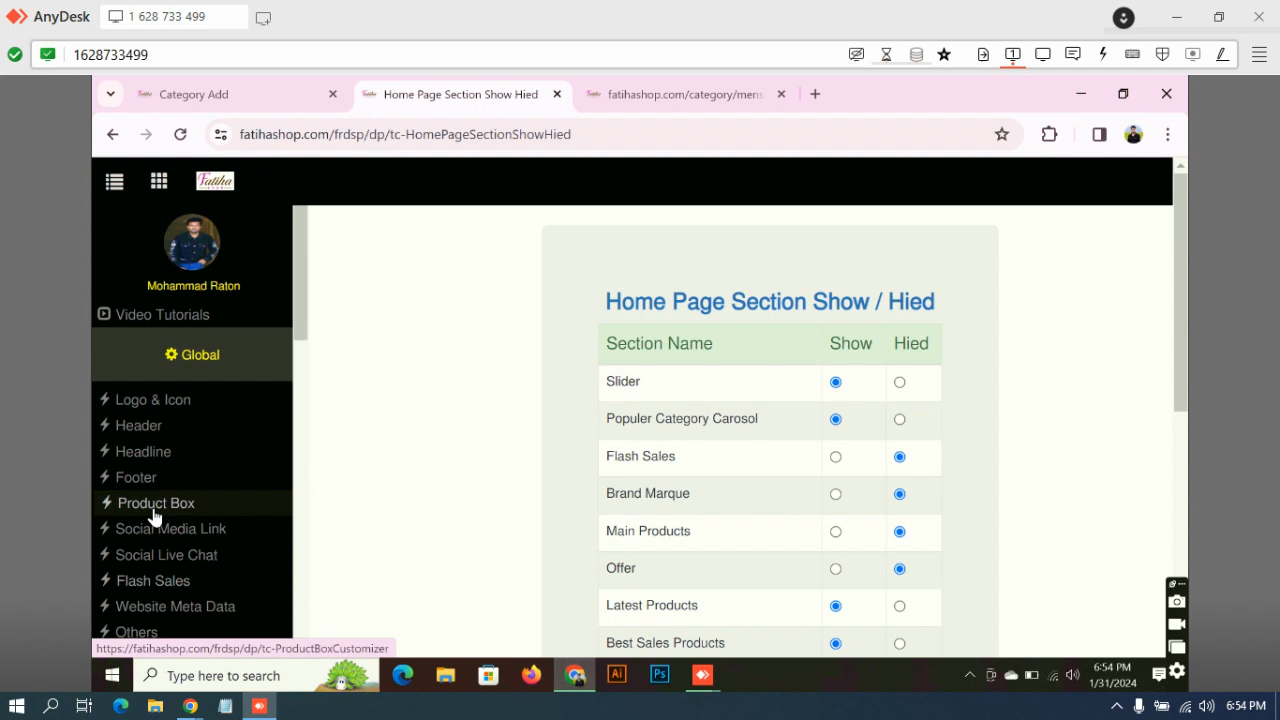 AnyDesk
1 628 733 499
1628733499
Category Add
Home Page Section Show Hied
fatihashop.com/category/mens
fatihashop.com/frdsp/dp/tc-HomePageSectionShowHied
Fatiha
Mohammad Raton
Video Tutorials
Global
Logo & Icon
Header
Headline
Footer
Product Box
Social Media Link
Social Live Chat
Flash Sales
Website Meta Data
Others
Home Page Section Show / Hied
Section Name Show Hied
Slider
Populer Category Carosol
Flash Sales
Brand Marque
Main Products
Offer
Latest Products
Best Sales Products
https://fatihashop.com/frdsp/dp/tc-ProductBoxCustomizer
Type here to search
Ai
Ps
6:54 PM
1/31/2024
6:54 PM